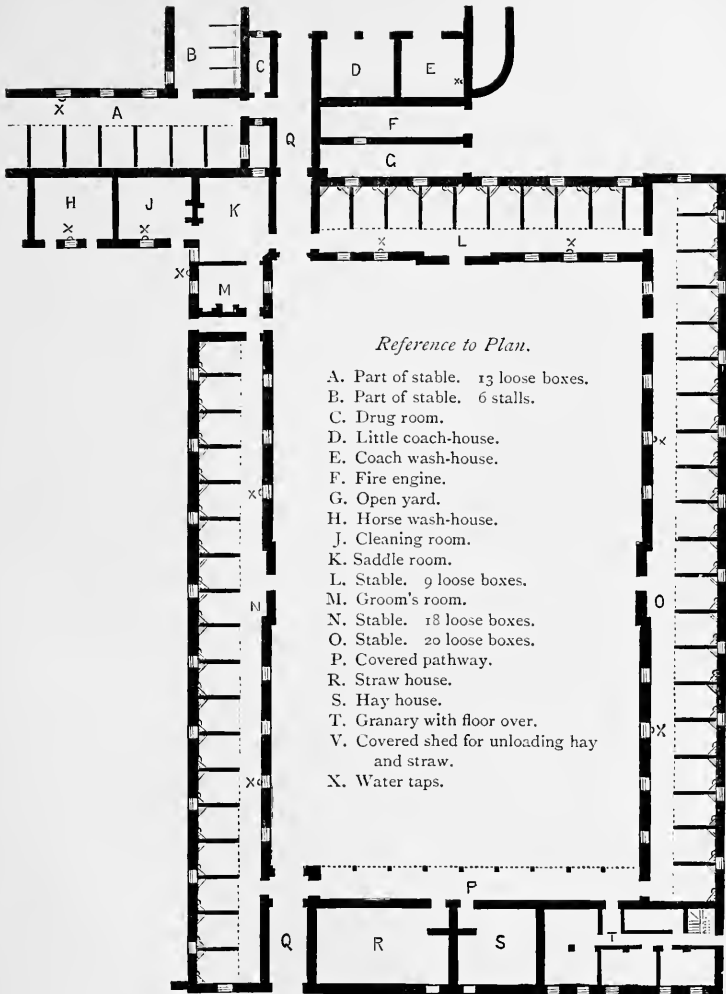 B
C
D
E
X
X
A
F
Q
G
H
J
K
X
X
L
X
X
X
M
Reference to Plan.
A. Part of stable. 13 loose boxes.
B. Part of stable. 6 stalls.
C. Drug room.
D. Little coach-house.
E. Coach wash-house.
F. Fire engine.
G. Open yard.
H. Horse wash-house.
J. Cleaning room.
K. Saddle room.
L. Stable. 9 loose boxes.
M. Groom's room.
N. Stable. 18 loose boxes.
O. Stable. 20 loose boxes.
P. Covered pathway.
R. Straw house.
S. Hay house.
T. Granary with floor over.
V. Covered shed for unloading hay
and straw.
X. Water taps.
X
X
N
O
X
X
P
Q
R
S
T